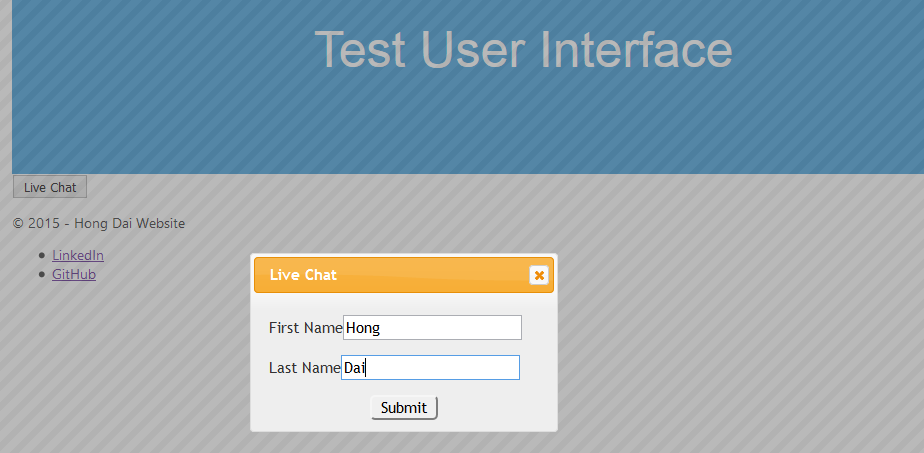 Test User Interface
Live Chat
© 2015 - Hong Dai Website
LinkedIn
GitHub
Live Chat
First Name Hong
Last Name Dai
Submit